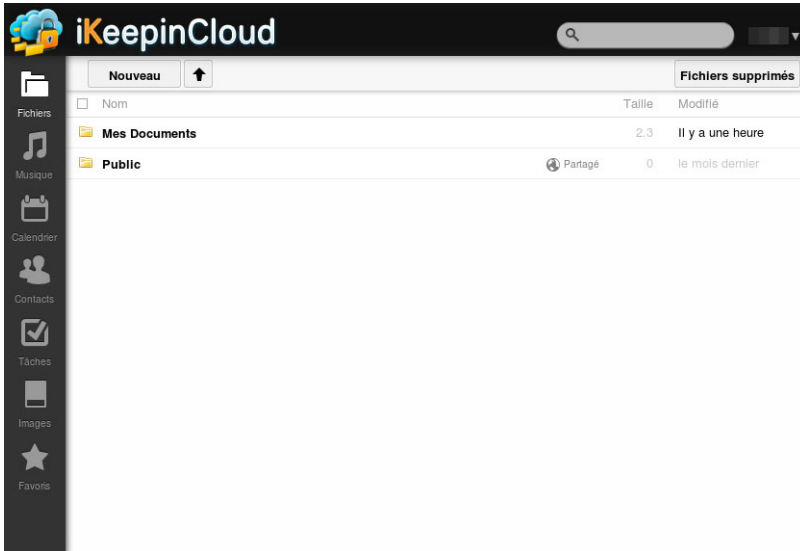 iKeepinCloud
Nouveau
Fichiers supprimés
Nom Taille Modifié
Mes Documents 2.3 Il y a une heure
Public Partagé 0 le mois dernier
Fichiers
Musique
Calendrier
Contacts
Tâches
Images
Favoris